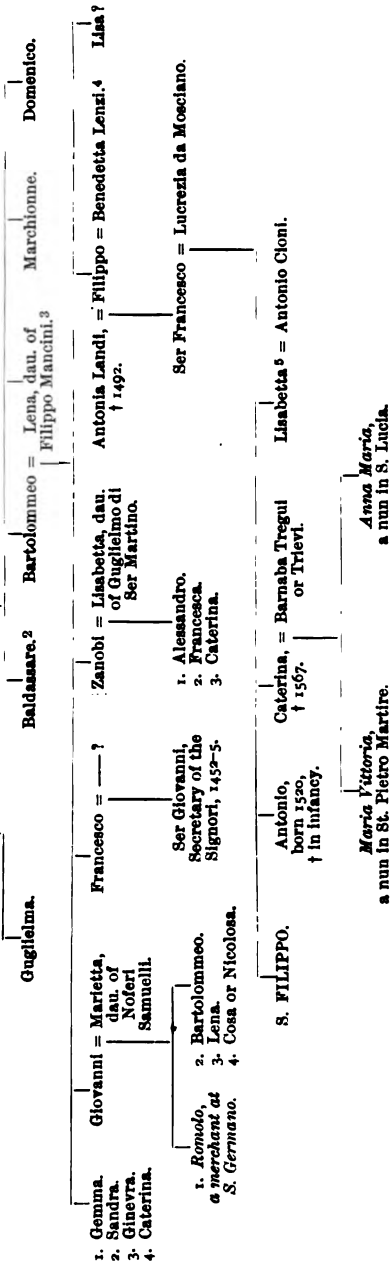 Guglielma.
Baldassare.²
Bartolommeo = Lena, dau. of
Filippo Mancini.³
Marchionne.
Domenico.
1. Gemma.
2. Sandra.
3. Ginevra.
4. Caterina.
Giovanni = Marietta,
dau. of
Noferi
Samuelli.
Francesco = —?
Zanobi = Lisabetta, dau.
of Guglielmo di
Ser Martino.
Antonia Landi, = Filippo = Benedetta Lenzi.⁴
† 1492.
Lisa?
1. Romolo,
a merchant at
S. Germano.
2. Bartolommeo.
3. Lena.
4. Cosa or Nicolosa.
Ser Giovanni,
Secretary of the
Signori, 1452-5.
1. Alessandro.
2. Francesca.
3. Caterina.
Ser Francesco = Lucrezia da Mosciano.
S. FILIPPO.
Antonio,
born 1520,
† in infancy.
Caterina, = Barnaba Tregui
† 1567. or Trievi.
Lisabetta⁵ = Antonio Cioni.
Maria Vittoria,
a nun in St. Pietro Martire.
Anna Maria,
a nun in S. Lucia.